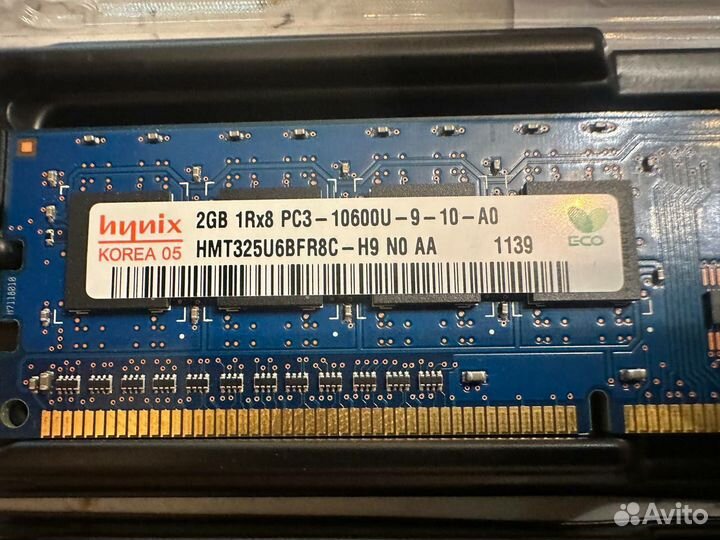 hynix
KOREA 05
2GB 1Rx8 PC3-10600U-9-10-A0
HMT325U6BFR8C-H9 N0 AA 1139
ECO
Avito